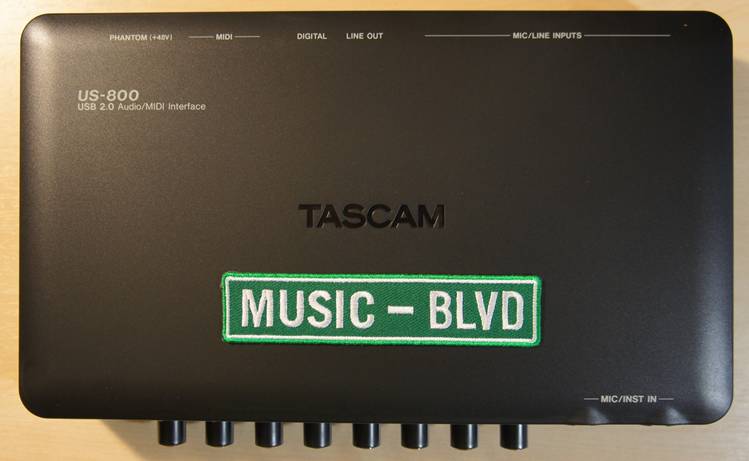 PHANTOM (+48V) MIDI DIGITAL LINE OUT MIC/LINE INPUTS
US-800
USB 2.0 Audio/MIDI Interface
TASCAM
MUSIC - BLVD
MIC/INST IN